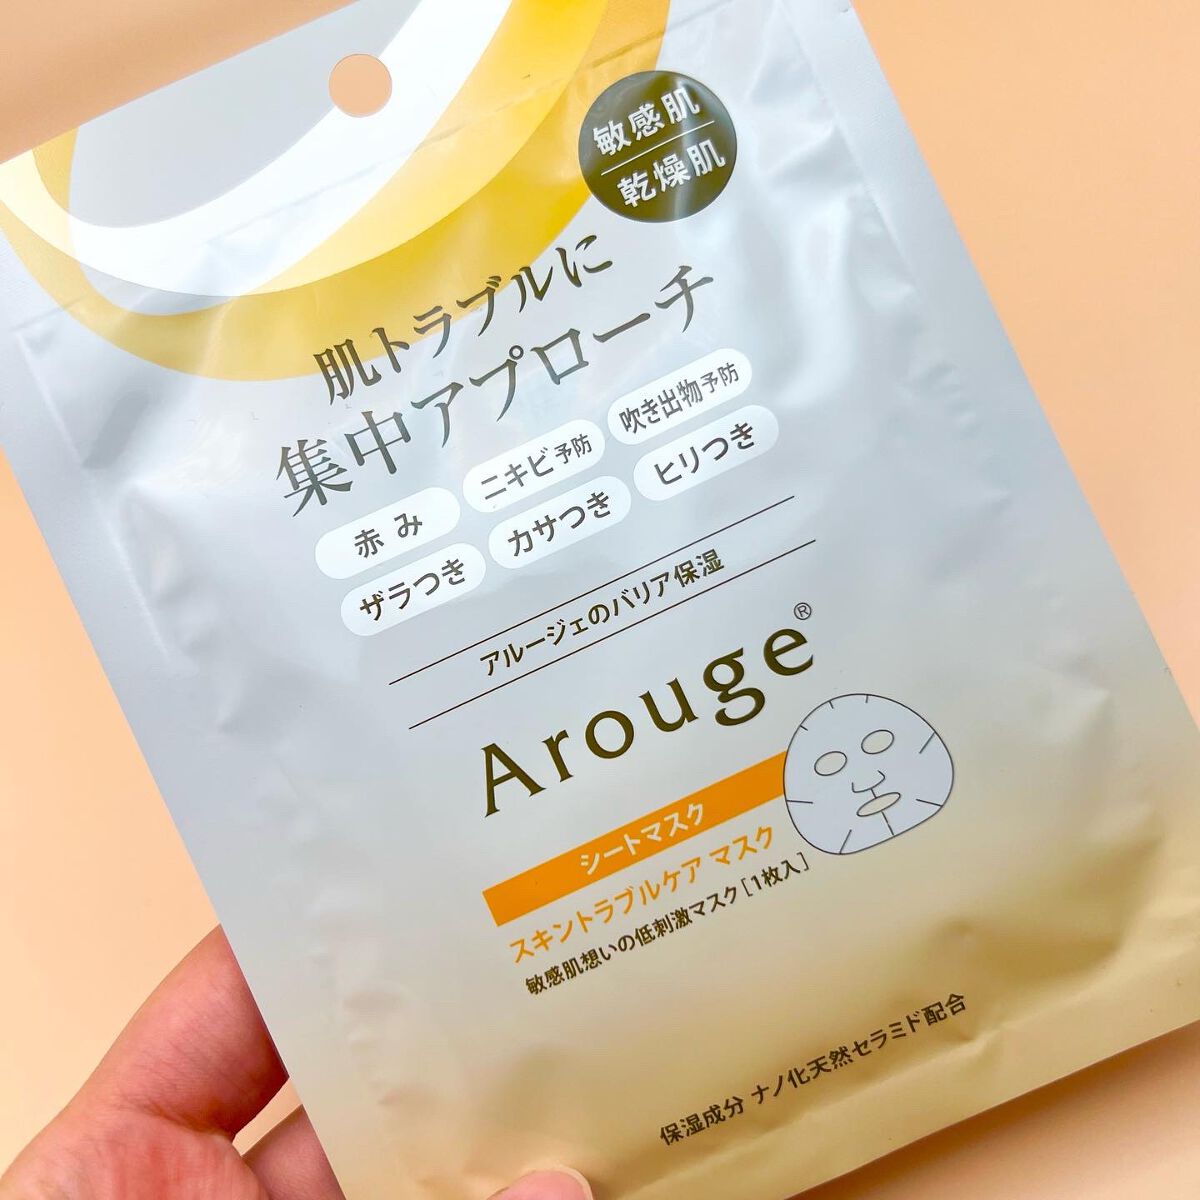 敏感肌
乾燥肌
肌トラブルに
集中アプローチ
赤み ニキビ予防 吹き出物予防
ザラつき カサつき ヒリつき
アルージェのバリア保湿
Arouge®
シートマスク
スキントラブルケア マスク
敏感肌想いの低刺激マスク[1枚入]
保湿成分 ナノ化天然セラミド配合